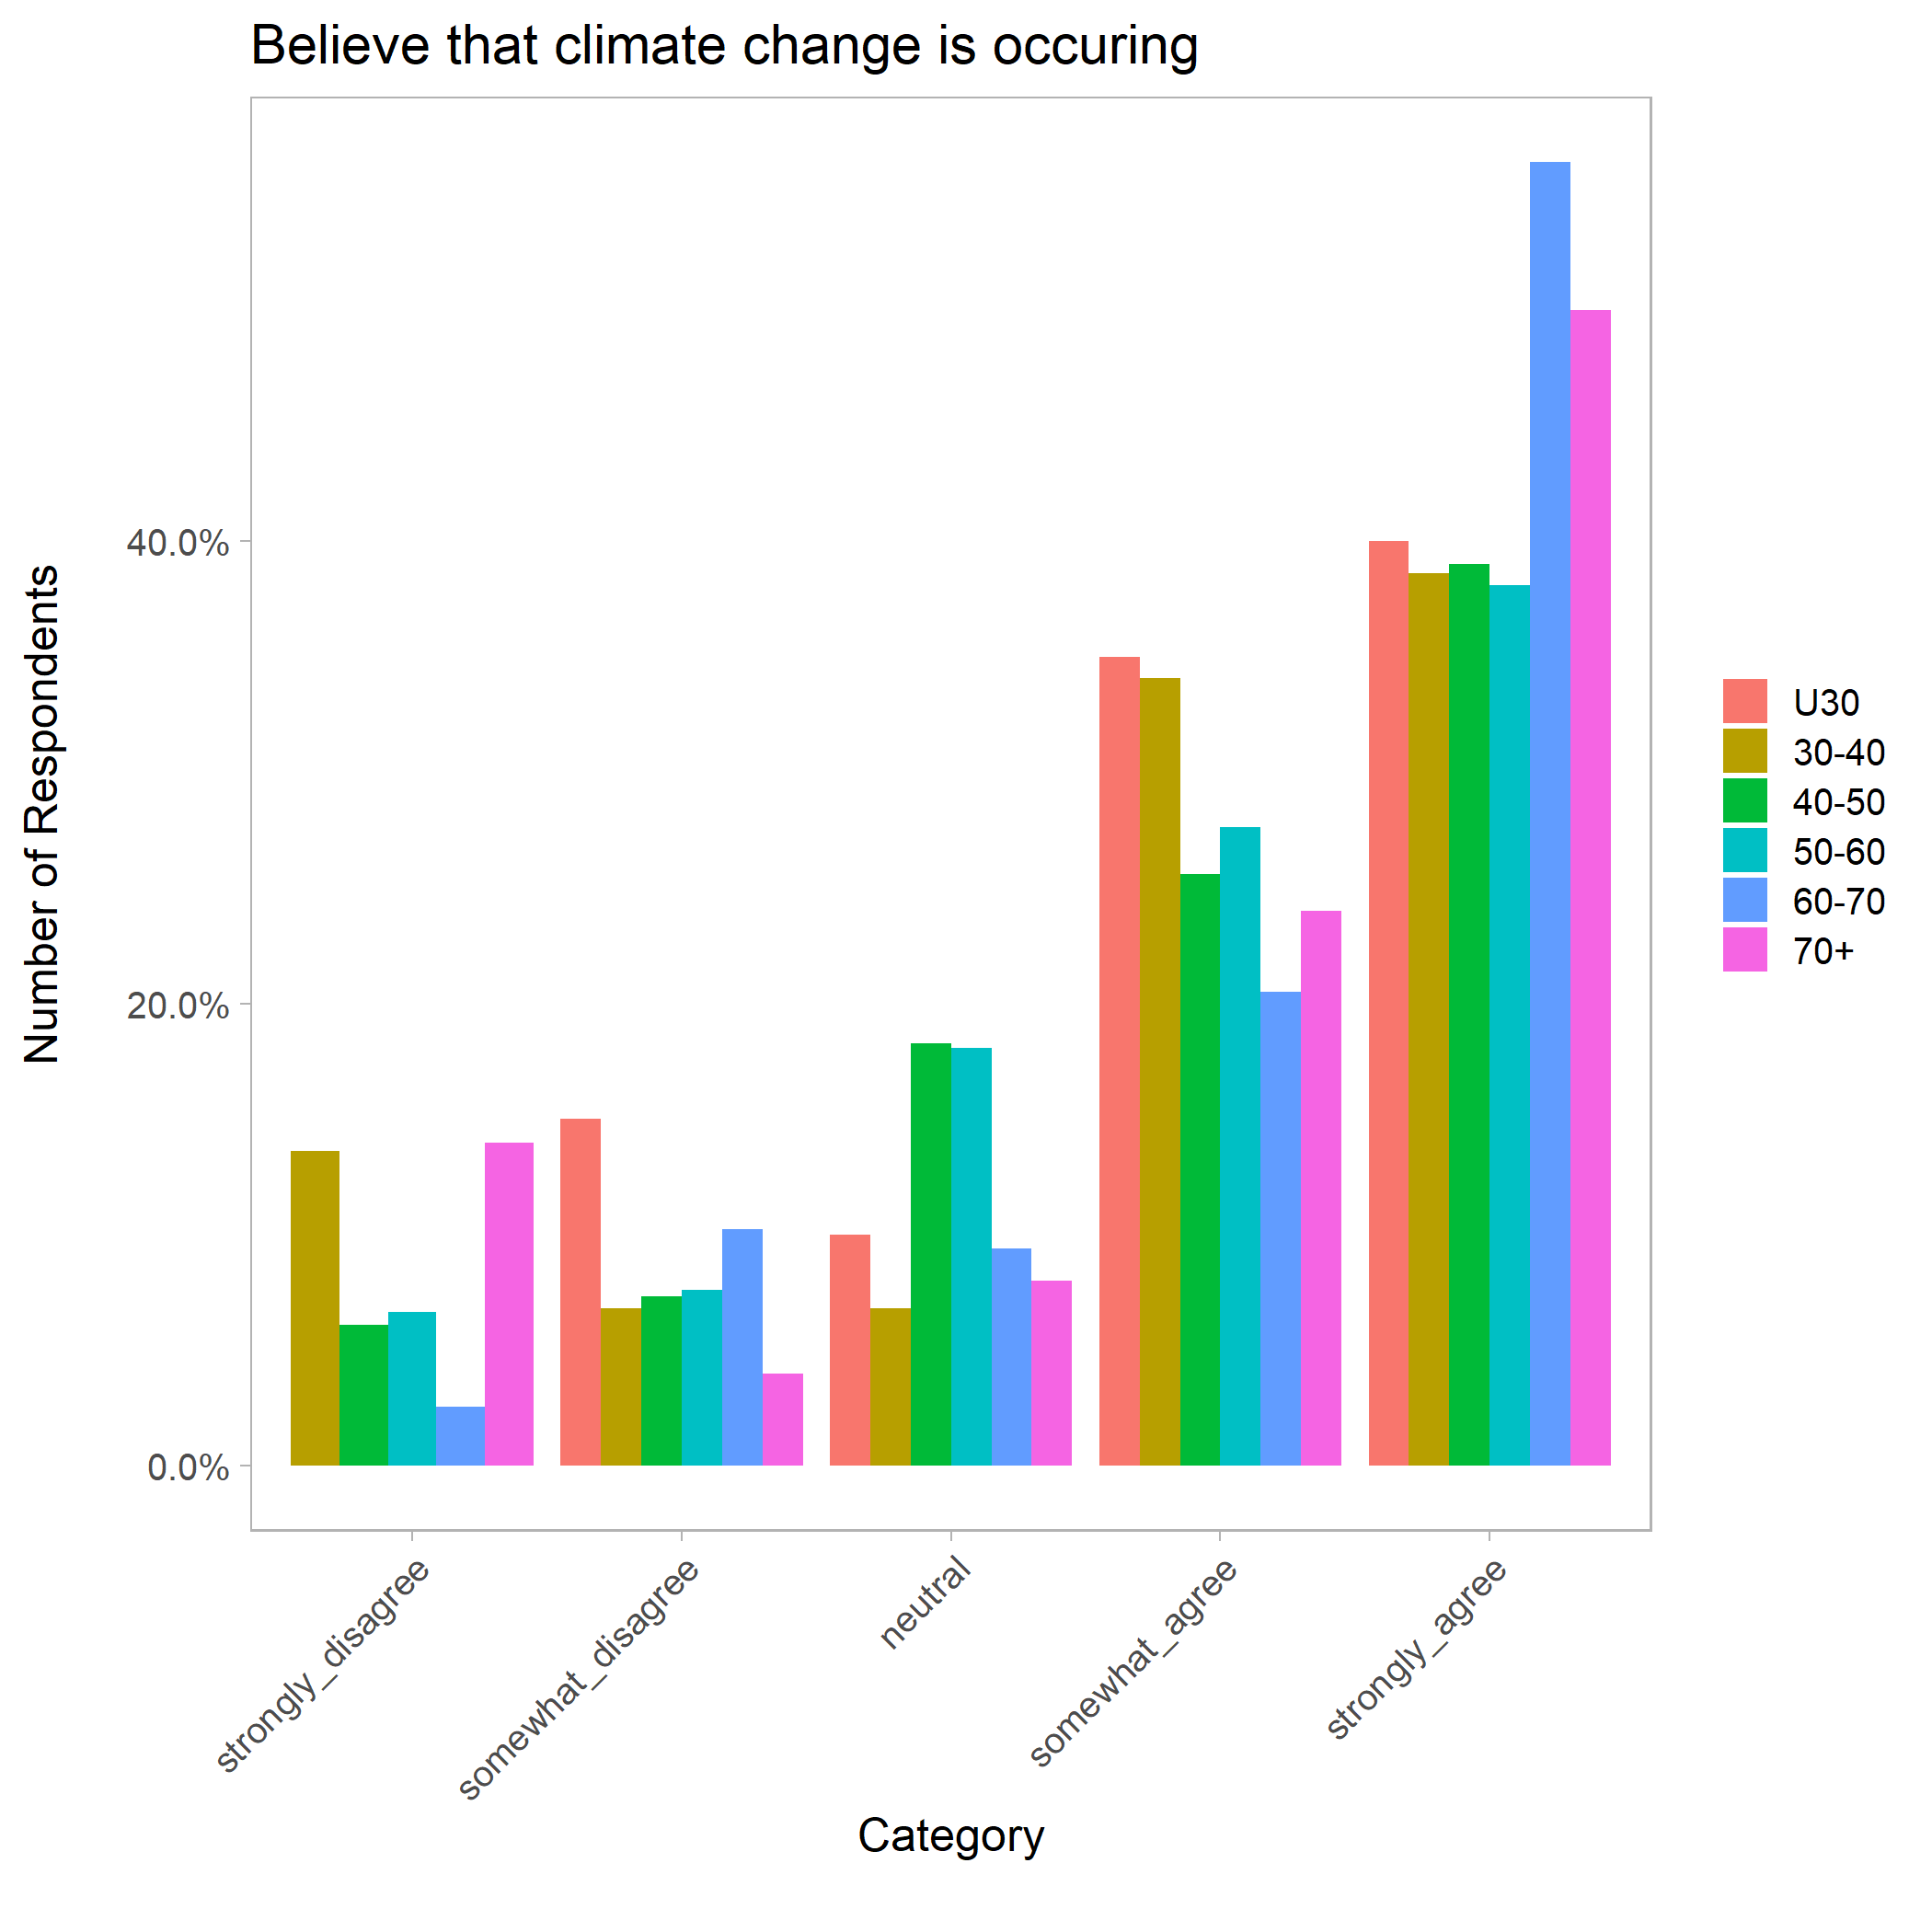 Believe that climate change is occuring
Number of Respondents
40.0%
20.0%
0.0%
strongly_disagree
somewhat_disagree
neutral
somewhat_agree
strongly_agree
Category
U30
30-40
40-50
50-60
60-70
70+